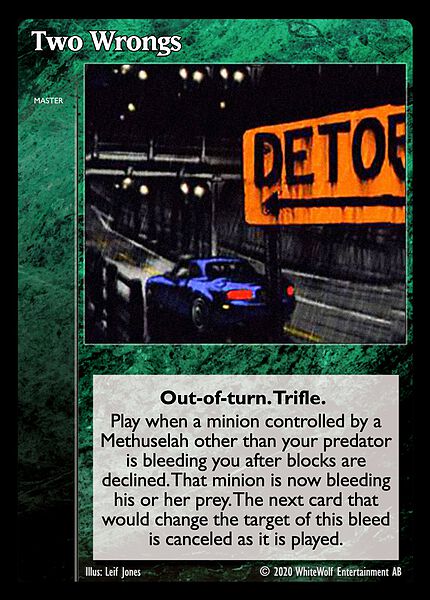 Two Wrongs
MASTER
DETO
Out-of-turn. Trifle.
Play when a minion controlled by a
Methuselah other than your predator
is bleeding you after blocks are
declined. That minion is now bleeding
his or her prey. The next card that
would change the target of this bleed
is canceled as it is played.
Illus: Leif Jones
© 2020 WhiteWolf Entertainment AB